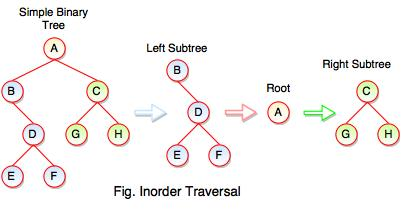 Simple Binary
Tree
A
B
C
D
G
H
E
F
Left Subtree
B
D
E
F
Root
A
Right Subtree
C
G
H
Fig. Inorder Traversal